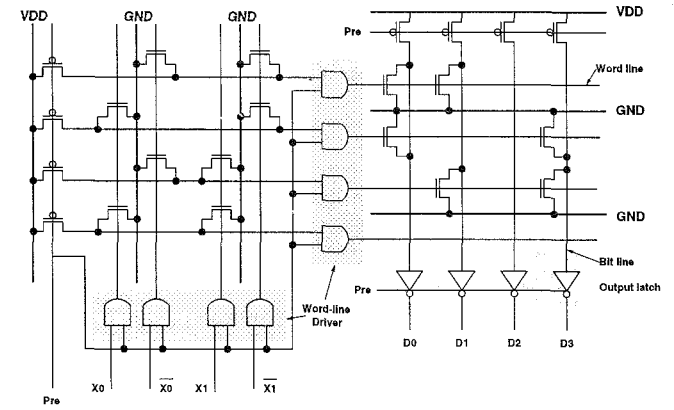 VDD GND GND VDD
Pre
Word line
GND
GND
Bit line
Output latch
Word-line
Driver
Pre
D0 D1 D2 D3
X0 X0 X1 X1
Pre